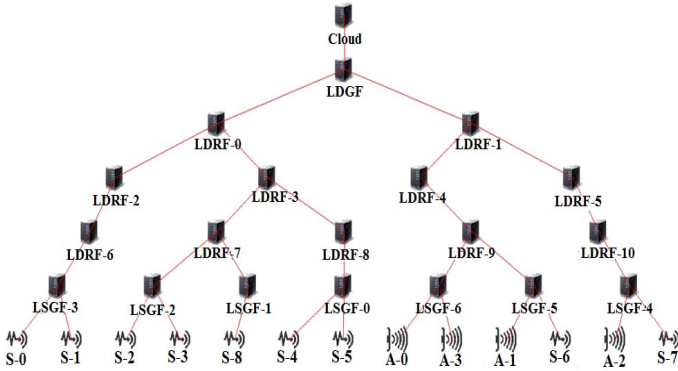 Cloud
LDGF
LDRF-0 LDRF-1
LDRF-2 LDRF-3 LDRF-4 LDRF-5
LDRF-6 LDRF-7 LDRF-8 LDRF-9 LDRF-10
LSGF-3 LSGF-2 LSGF-1 LSGF-0 LSGF-6 LSGF-5 LSGF-4
S-0 S-1 S-2 S-3 S-8 S-4 S-5 A-0 A-3 A-1 S-6 A-2 S-7